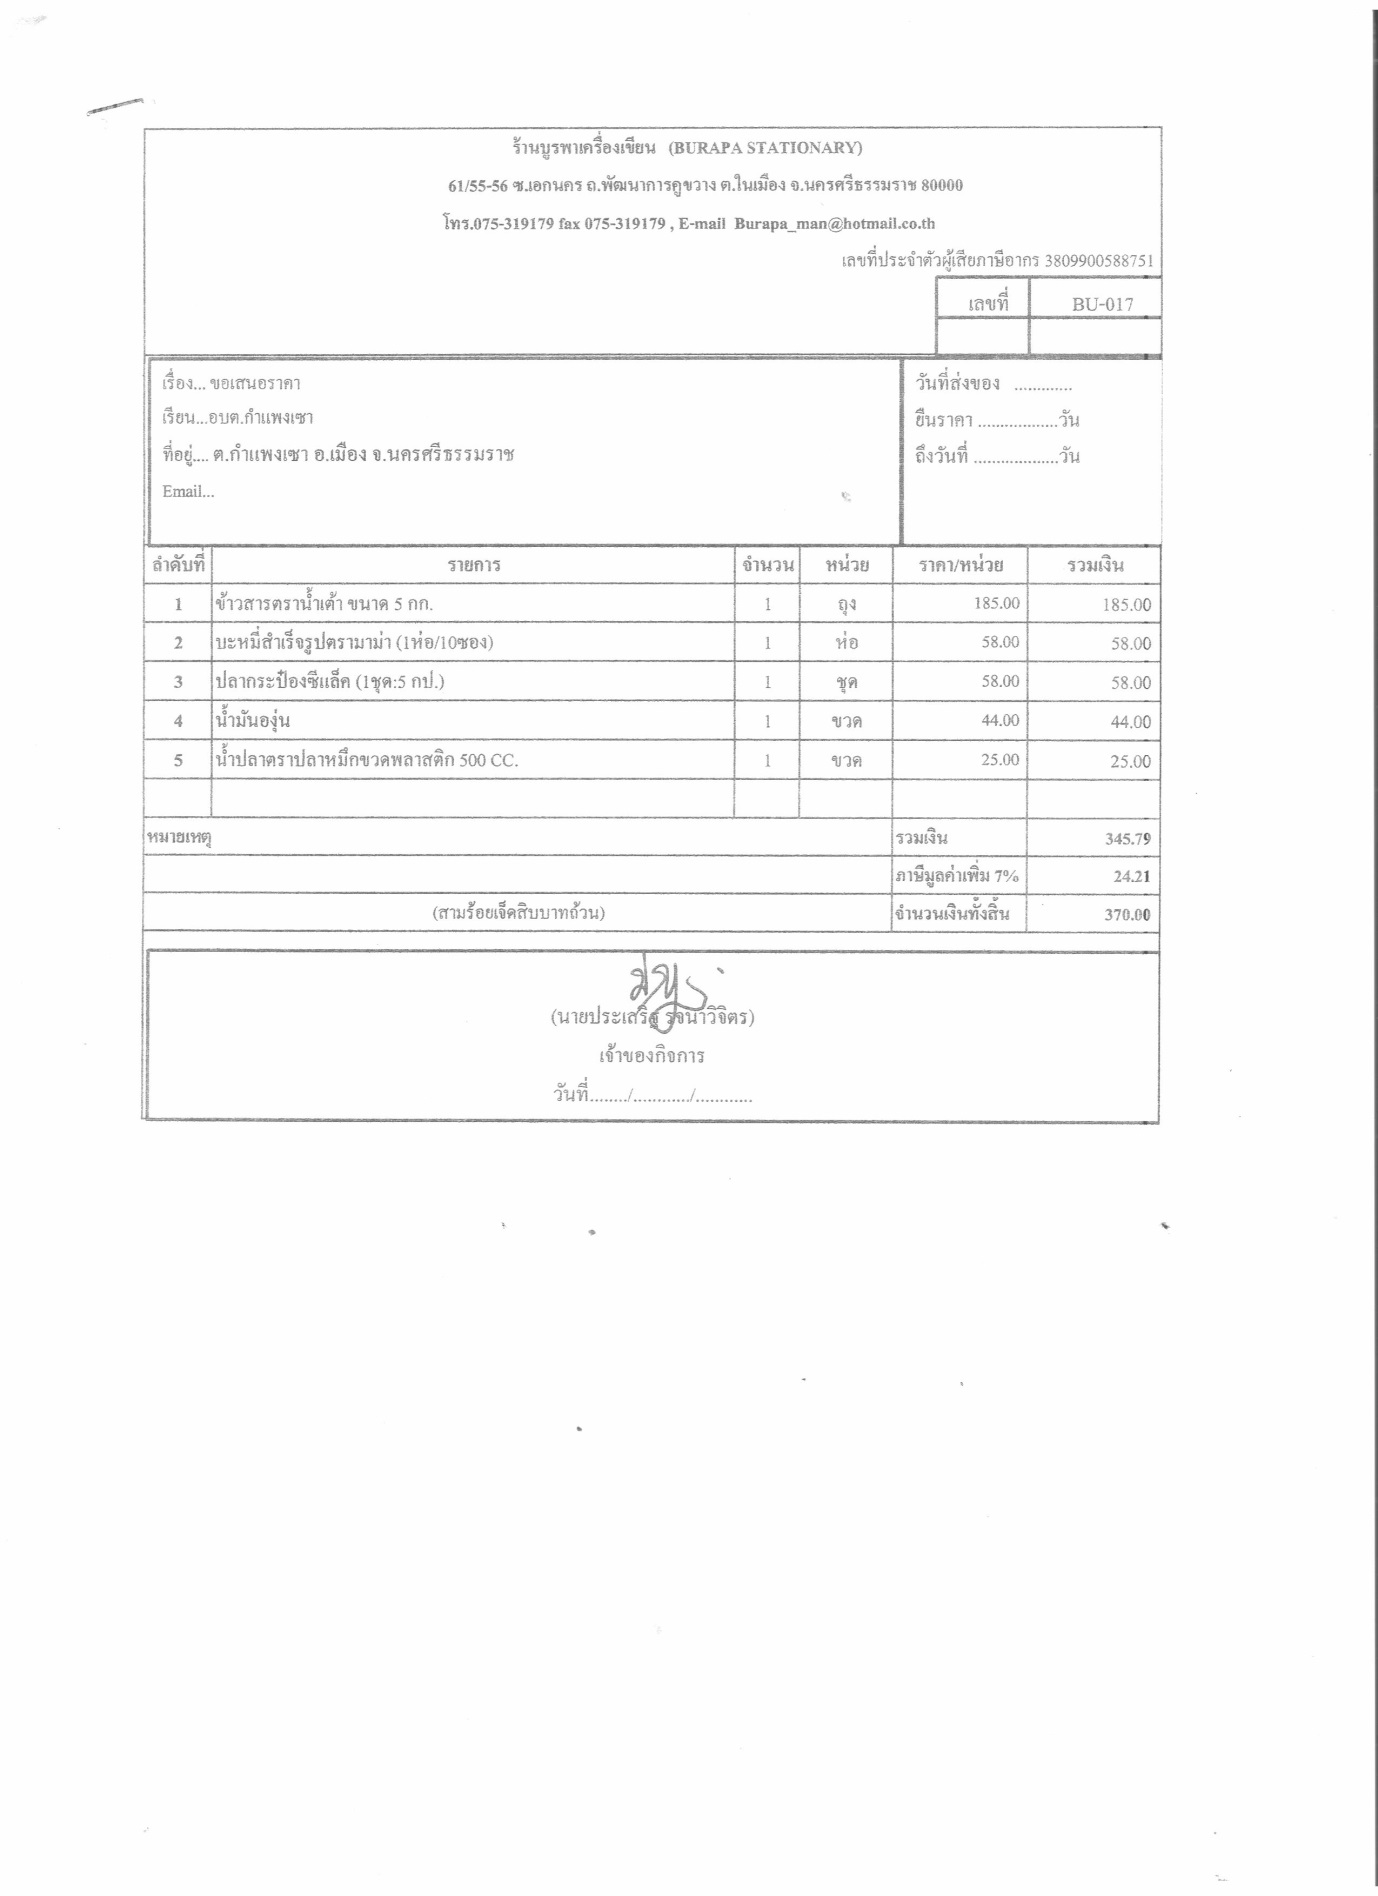 ร้านบูรพาเครื่องเขียน (BURAPA STATIONARY)
61/55-56 ซ.เอกนคร ถ.พัฒนาการคูขวาง ต.ในเมือง จ.นครศรีธรรมราช 80000
โทร.075-319179 fax 075-319179 , E-mail Burapa_man@hotmail.co.th
เลขที่ประจำตัวผู้เสียภาษีอากร 3809900588751
เลขที่ BU-017
เรื่อง... ขอเสนอราคา
วันที่ส่งของ ............
เรียน...อบต.กำแพงเซา
ยืนราคา ..................วัน
ที่อยู่.... ต.กำแพงเซา อ.เมือง จ.นครศรีธรรมราช
ถึงวันที่ ...................วัน
Email...
ลำดับที่ รายการ จำนวน หน่วย ราคา/หน่วย รวมเงิน
1 ข้าวสารตราน้ำเต้า ขนาด 5 กก. 1 ถุง 185.00 185.00
2 บะหมี่สำเร็จรูปตรามาม่า (1ห่อ/10ซอง) 1 ห่อ 58.00 58.00
3 ปลากระป๋องซีแล็ค (1ชุด:5 กป.) 1 ชุด 58.00 58.00
4 น้ำมันองุ่น 1 ขวด 44.00 44.00
5 น้ำปลาตราปลาหมึกขวดพลาสติก 500 CC. 1 ขวด 25.00 25.00
หมายเหตุ รวมเงิน 345.79
ภาษีมูลค่าเพิ่ม 7% 24.21
(สามร้อยเจ็ดสิบบาทถ้วน) จำนวนเงินทั้งสิ้น 370.00
(นายประเสริฐ รจนาวิจิตร)
เจ้าของกิจการ
วันที่......../............/............